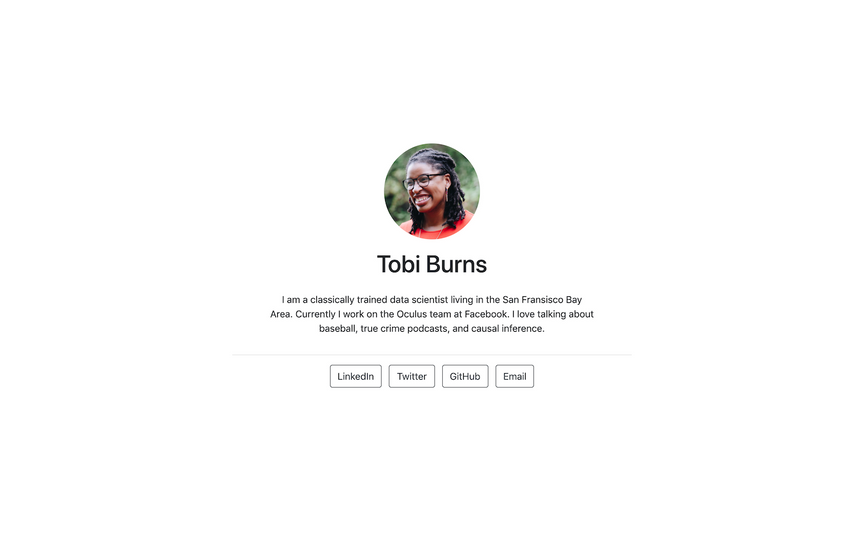 Tobi Burns
I am a classically trained data scientist living in the San Fransisco Bay
Area. Currently I work on the Oculus team at Facebook. I love talking about
baseball, true crime podcasts, and causal inference.
LinkedIn Twitter GitHub Email